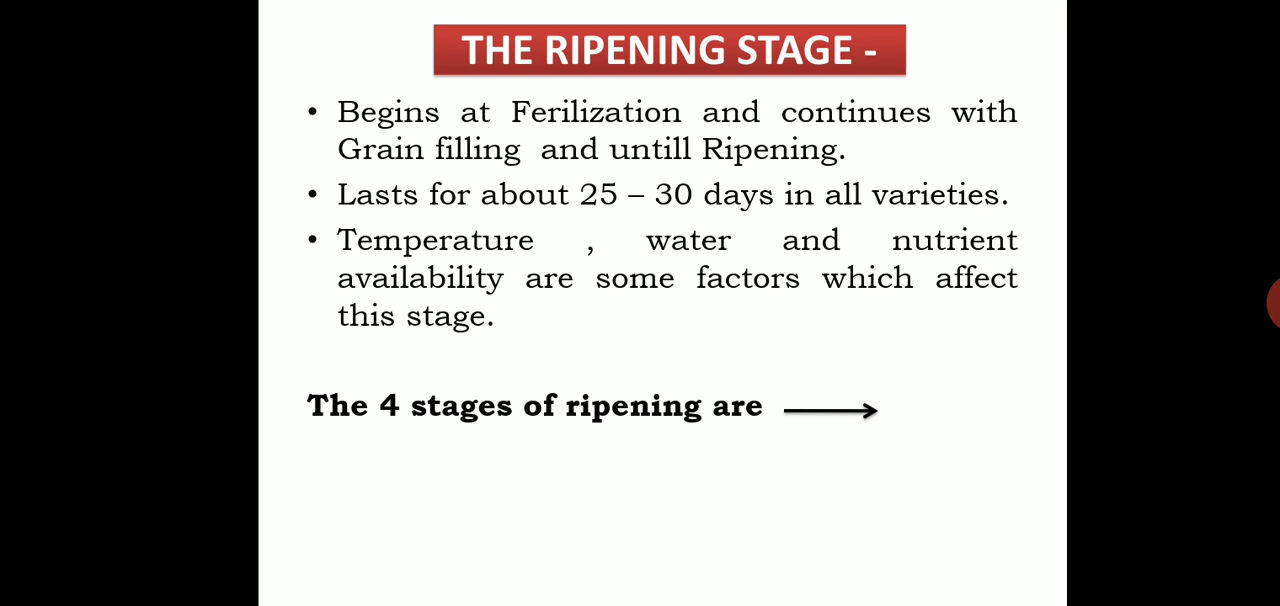 THE RIPENING STAGE -
• Begins at Ferilization and continues with
Grain filling and untill Ripening.
• Lasts for about 25 – 30 days in all varieties.
• Temperature , water and nutrient
availability are some factors which affect
this stage.
The 4 stages of ripening are